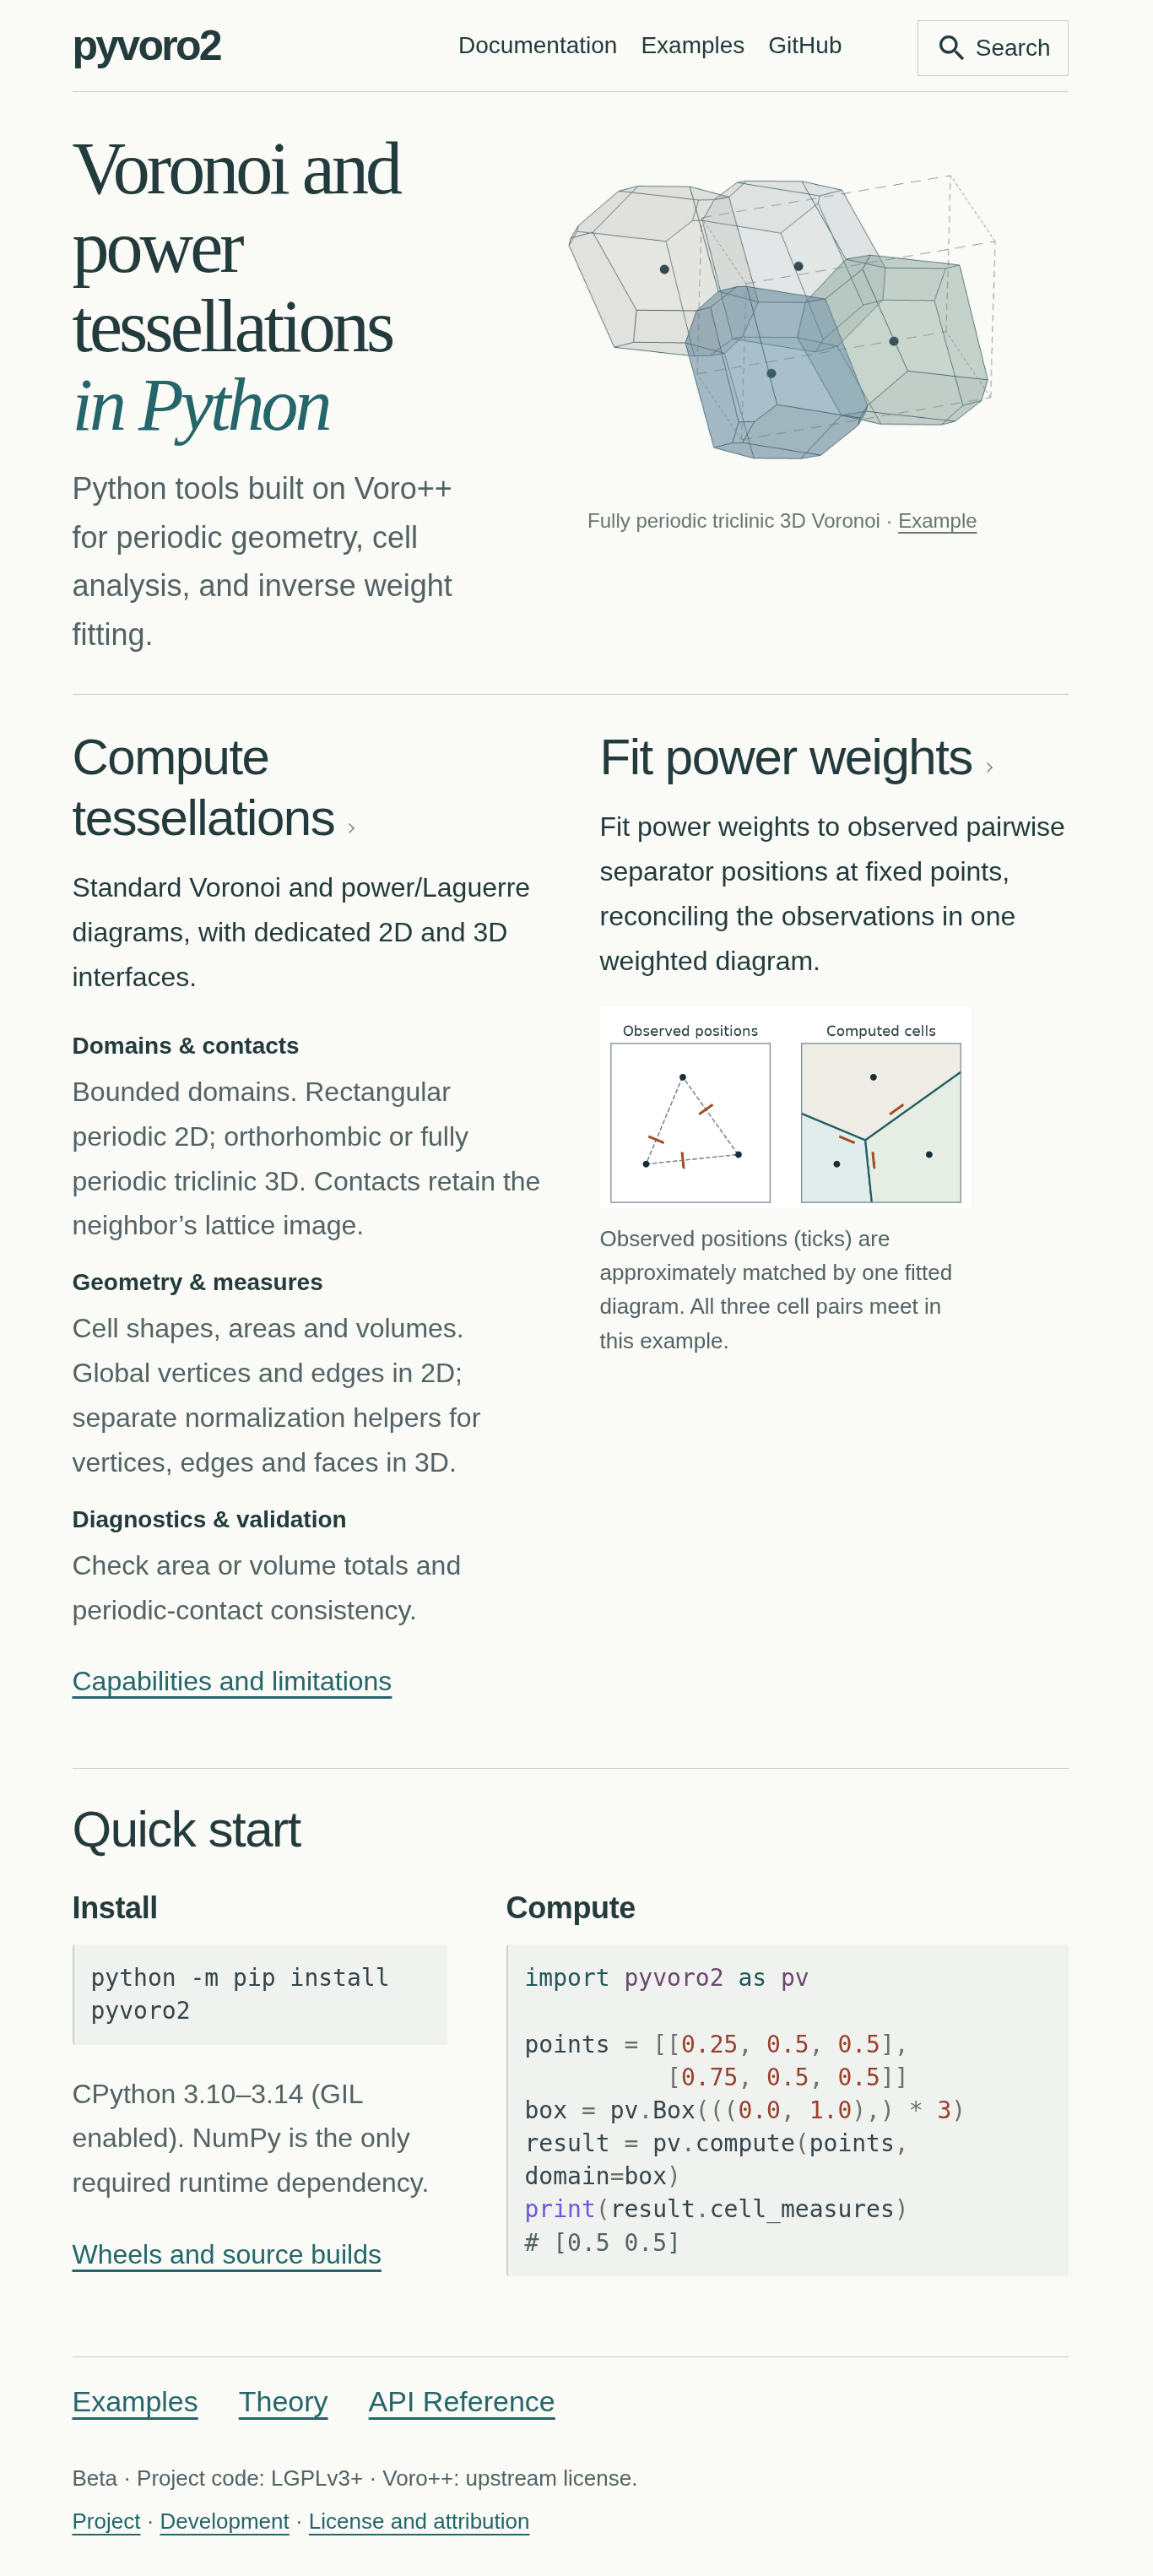 pyvoro2
Documentation Examples GitHub
Search
Voronoi and
power
tessellations
in Python
Python tools built on Voro++
for periodic geometry, cell
analysis, and inverse weight
fitting.
Fully periodic triclinic 3D Voronoi · Example
Compute
tessellations ›
Standard Voronoi and power/Laguerre
diagrams, with dedicated 2D and 3D
interfaces.
Domains & contacts
Bounded domains. Rectangular
periodic 2D; orthorhombic or fully
periodic triclinic 3D. Contacts retain the
neighbor’s lattice image.
Geometry & measures
Cell shapes, areas and volumes.
Global vertices and edges in 2D;
separate normalization helpers for
vertices, edges and faces in 3D.
Diagnostics & validation
Check area or volume totals and
periodic-contact consistency.
Capabilities and limitations
Fit power weights ›
Fit power weights to observed pairwise
separator positions at fixed points,
reconciling the observations in one
weighted diagram.
Observed positions
Computed cells
Observed positions (ticks) are
approximately matched by one fitted
diagram. All three cell pairs meet in
this example.
Quick start
Install
python -m pip install
pyvoro2
CPython 3.10–3.14 (GIL
enabled). NumPy is the only
required runtime dependency.
Wheels and source builds
Compute
import pyvoro2 as pv
points = [[0.25, 0.5, 0.5],
          [0.75, 0.5, 0.5]]
box = pv.Box(((0.0, 1.0),) * 3)
result = pv.compute(points,
domain=box)
print(result.cell_measures)
# [0.5 0.5]
Examples Theory API Reference
Beta · Project code: LGPLv3+ · Voro++: upstream license.
Project · Development · License and attribution